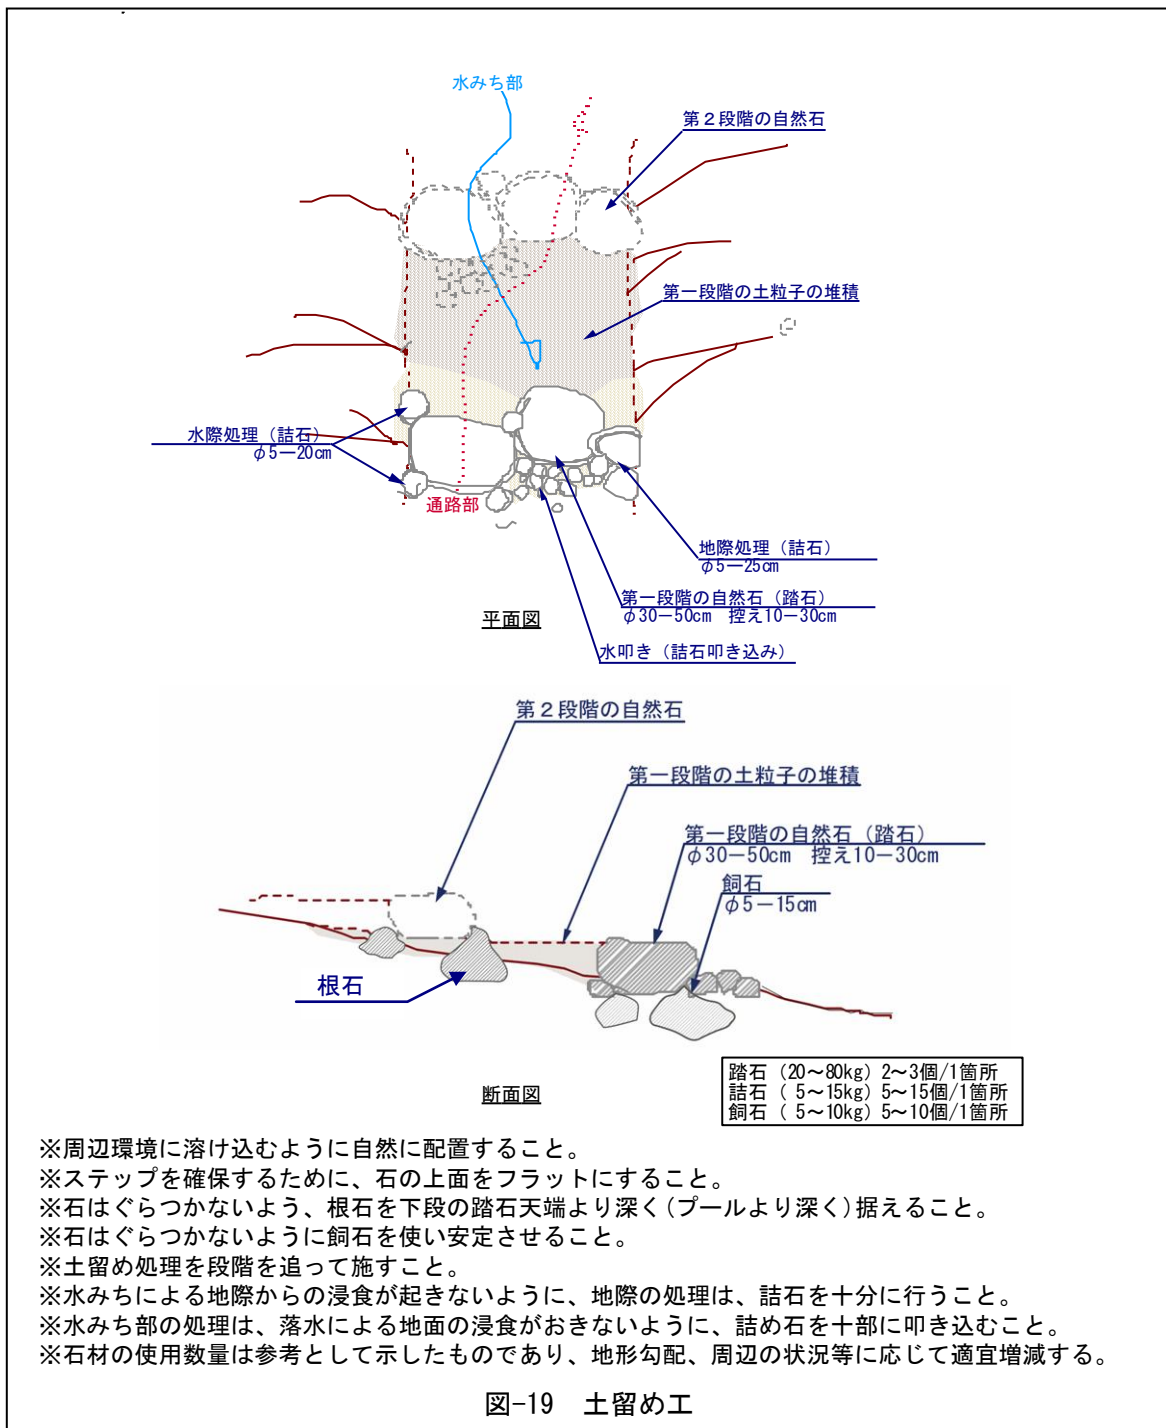 水みち部
第２段階の自然石
第一段階の土粒子の堆積
水際処理（詰石）
φ5－20cm
通路部
地際処理（詰石）
φ5－25cm
第一段階の自然石（踏石）
φ30－50cm　控え10－30cm
平面図
水叩き（詰石叩き込み）
第２段階の自然石
第一段階の土粒子の堆積
第一段階の自然石（踏石）
φ30－50cm　控え10－30cm
飼石
φ5－15cm
根石
断面図
踏石（20～80kg）2～3個/1箇所
詰石（ 5～15kg）5～15個/1箇所
飼石（ 5～10kg）5～10個/1箇所
※周辺環境に溶け込むように自然に配置すること。
※ステップを確保するために、石の上面をフラットにすること。
※石はぐらつかないよう、根石を下段の踏石天端より深く(プールより深く)据えること。
※石はぐらつかないように飼石を使い安定させること。
※土留め処理を段階を追って施すこと。
※水みちによる地際からの浸食が起きないように、地際の処理は、詰石を十分に行うこと。
※水みち部の処理は、落水による地面の浸食がおきないように、詰め石を十部に叩き込むこと。
※石材の使用数量は参考として示したものであり、地形勾配、周辺の状況等に応じて適宜増減する。
図-19　土留め工